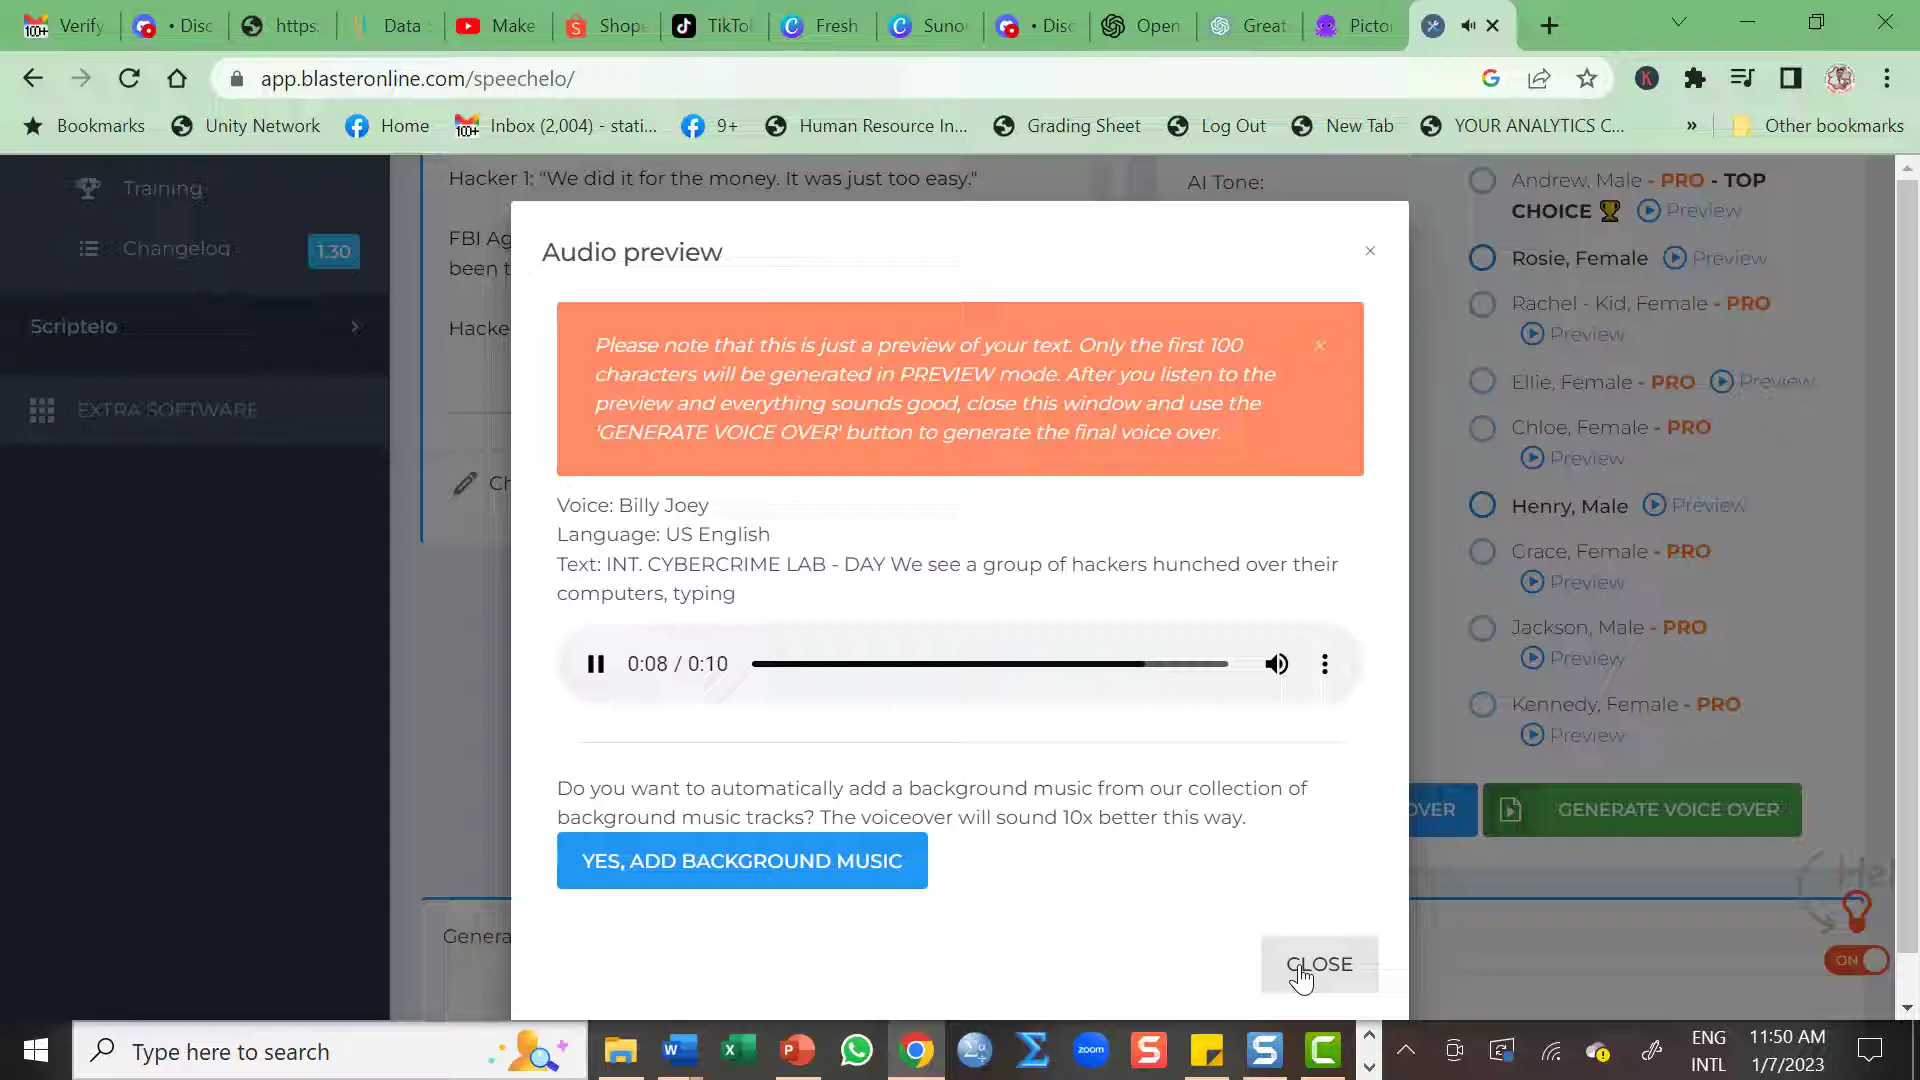 Verify
• Disc
https:
Data
Make
Shop
TikTo
Fresh
Suno
• Disc
Open
Great
Picto
app.blasteronline.com/speechelo/
Bookmarks
Unity Network
Home
100+
Inbox (2,004) - stati...
9+
Human Resource In...
Grading Sheet
Log Out
New Tab
YOUR ANALYTICS C...
»
Other bookmarks
Training
Changelog
1.30
Scriptelo
EXTRA SOFTWARE
Hacker 1: "We did it for the money. It was just too easy."
FBI Ag
been t
Hacke
Ch
Genera
AI Tone:
Audio preview
Please note that this is just a preview of your text. Only the first 100
characters will be generated in PREVIEW mode. After you listen to the
preview and everything sounds good, close this window and use the
'GENERATE VOICE OVER' button to generate the final voice over.
Voice: Billy Joey
Language: US English
Text: INT. CYBERCRIME LAB - DAY We see a group of hackers hunched over their
computers, typing
0:08 / 0:10
Do you want to automatically add a background music from our collection of
background music tracks? The voiceover will sound 10x better this way.
YES, ADD BACKGROUND MUSIC
CLOSE
Andrew, Male - PRO - TOP
CHOICE Preview
Rosie, Female Preview
Rachel - Kid, Female - PRO
Preview
Ellie, Female - PRO Preview
Chloe, Female - PRO
Preview
Henry, Male Preview
Grace, Female - PRO
Preview
Jackson, Male - PRO
Preview
Kennedy, Female - PRO
Preview
OVER
GENERATE VOICE OVER
Hel
ON
Type here to search
zoom
ENG
INTL
11:50 AM
1/7/2023